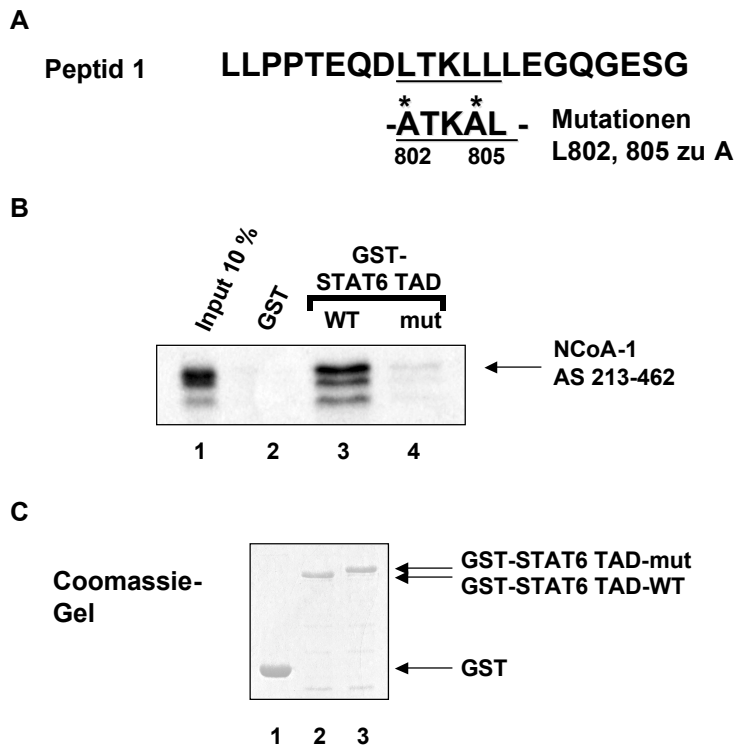 A
Peptid 1 LLPPTEQDLTKLLLEGQGESG
* *
-ATKAL - Mutationen
802 805 L802, 805 zu A
B
Input 10 %
GST
GST-
STAT6 TAD
WT mut
NCoA-1
AS 213-462
1 2 3 4
C
Coomassie-
Gel
GST-STAT6 TAD-mut
GST-STAT6 TAD-WT
GST
1 2 3